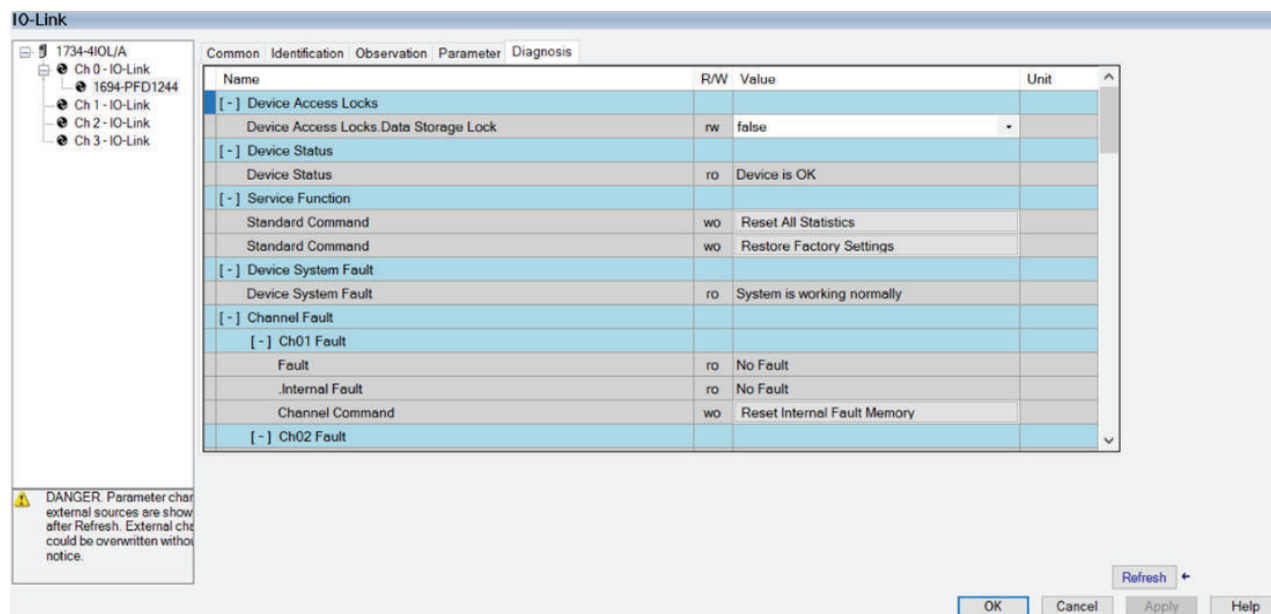 IO-Link
1734-4IOL/A
Ch 0 - IO-Link
1694-PFD1244
Ch 1 - IO-Link
Ch 2 - IO-Link
Ch 3 - IO-Link
Common Identification Observation Parameter Diagnosis
Name R/W Value Unit
[ - ] Device Access Locks
Device Access Locks.Data Storage Lock rw false
[ - ] Device Status
Device Status ro Device is OK
[ - ] Service Function
Standard Command wo Reset All Statistics
Standard Command wo Restore Factory Settings
[ - ] Device System Fault
Device System Fault ro System is working normally
[ - ] Channel Fault
[ - ] Ch01 Fault
Fault ro No Fault
.Internal Fault ro No Fault
Channel Command wo Reset Internal Fault Memory
[ - ] Ch02 Fault
DANGER. Parameter char
external sources are show
after Refresh. External cha
could be overwritten withou
notice.
Refresh
OK Cancel Apply Help